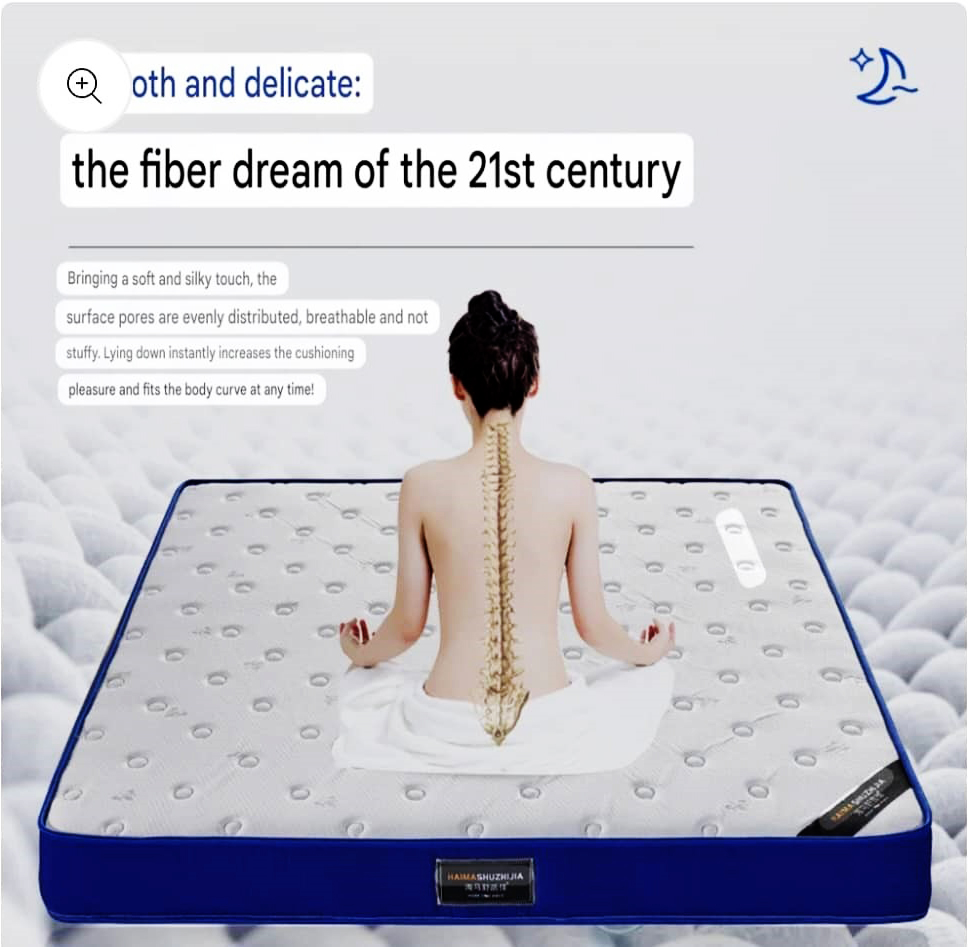 oth and delicate:
the fiber dream of the 21st century
Bringing a soft and silky touch, the
surface pores are evenly distributed, breathable and not
stuffy. Lying down instantly increases the cushioning
pleasure and fits the body curve at any time!
HAIMASHUZHIJIA
HAIMASHUZHIJIA